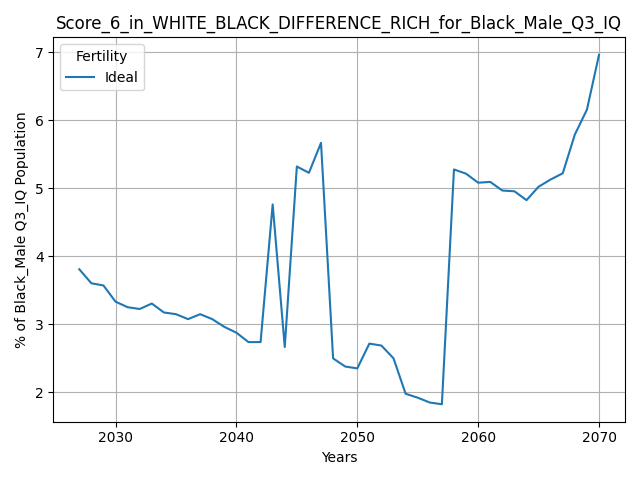 Score_6_in_WHITE_BLACK_DIFFERENCE_RICH_for_Black_Male_Q3_IQ
Fertility
Ideal
% of Black_Male Q3_IQ Population
7
6
5
4
3
2
2030 2040 2050 2060 2070
Years